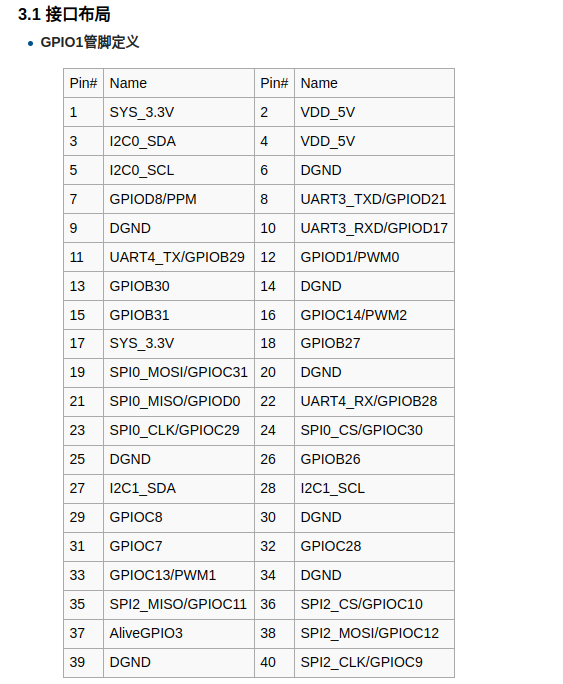 3.1 接口布局
GPIO1管脚定义
Pin# Name Pin# Name
1 SYS_3.3V 2 VDD_5V
3 I2C0_SDA 4 VDD_5V
5 I2C0_SCL 6 DGND
7 GPIOD8/PPM 8 UART3_TXD/GPIOD21
9 DGND 10 UART3_RXD/GPIOD17
11 UART4_TX/GPIOB29 12 GPIOD1/PWM0
13 GPIOB30 14 DGND
15 GPIOB31 16 GPIOC14/PWM2
17 SYS_3.3V 18 GPIOB27
19 SPI0_MOSI/GPIOC31 20 DGND
21 SPI0_MISO/GPIOD0 22 UART4_RX/GPIOB28
23 SPI0_CLK/GPIOC29 24 SPI0_CS/GPIOC30
25 DGND 26 GPIOB26
27 I2C1_SDA 28 I2C1_SCL
29 GPIOC8 30 DGND
31 GPIOC7 32 GPIOC28
33 GPIOC13/PWM1 34 DGND
35 SPI2_MISO/GPIOC11 36 SPI2_CS/GPIOC10
37 AliveGPIO3 38 SPI2_MOSI/GPIOC12
39 DGND 40 SPI2_CLK/GPIOC9